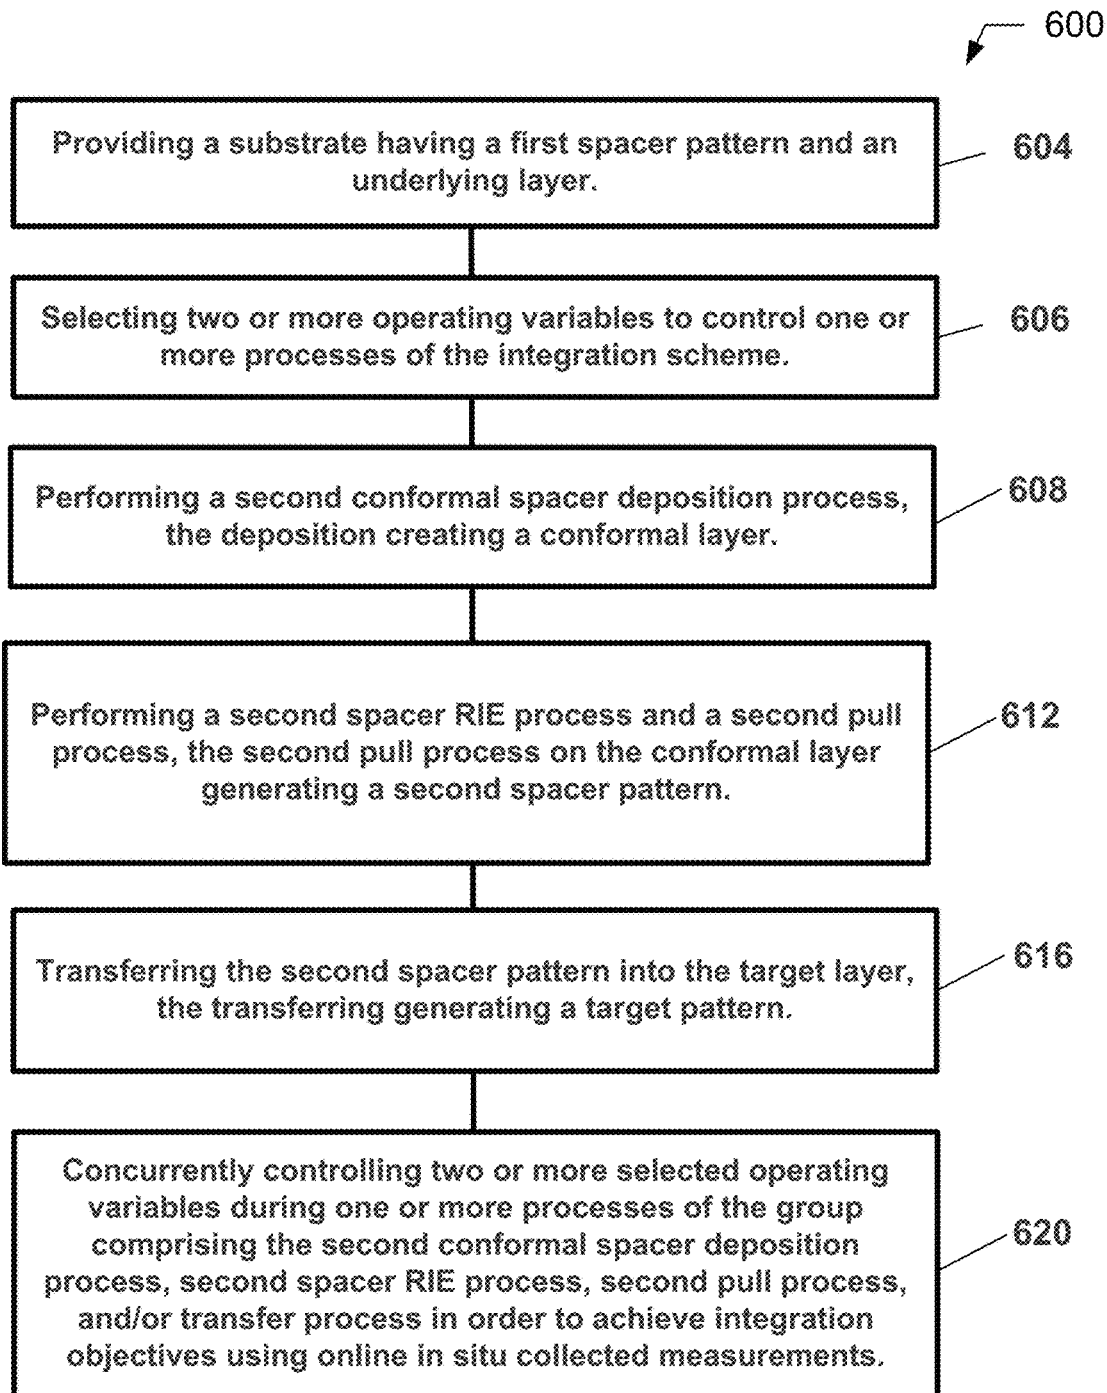 600
Providing a substrate having a first spacer pattern and an
underlying layer.
604
Selecting two or more operating variables to control one or
more processes of the integration scheme.
606
Performing a second conformal spacer deposition process,
the deposition creating a conformal layer.
608
Performing a second spacer RIE process and a second pull
process, the second pull process on the conformal layer
generating a second spacer pattern.
612
Transferring the second spacer pattern into the target layer,
the transferring generating a target pattern.
616
Concurrently controlling two or more selected operating
variables during one or more processes of the group
comprising the second conformal spacer deposition
process, second spacer RIE process, second pull process,
and/or transfer process in order to achieve integration
objectives using online in situ collected measurements.
620